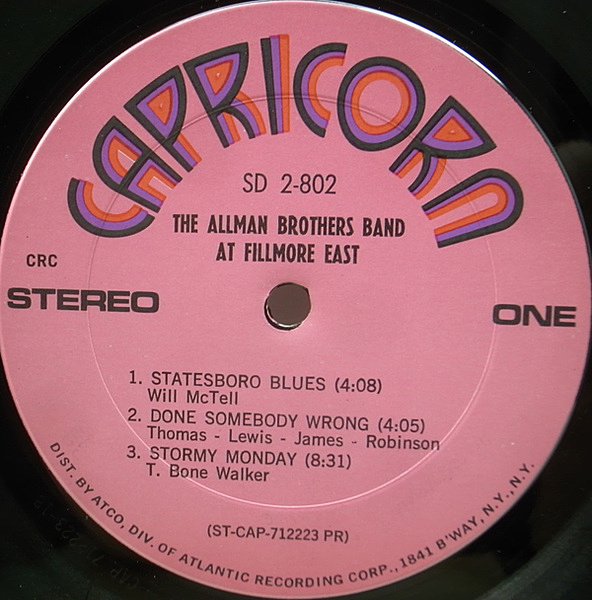 CAPRICORN
SD 2-802
THE ALLMAN BROTHERS BAND
AT FILLMORE EAST
CRC
STEREO
ONE
1. STATESBORO BLUES (4:08)
Will McTell
2. DONE SOMEBODY WRONG (4:05)
Thomas - Lewis - James - Robinson
3. STORMY MONDAY (8:31)
T. Bone Walker
(ST-CAP-712223 PR)
DIST. BY ATCO, DIV. OF ATLANTIC RECORDING CORP., 1841 B'WAY, N.Y., N.Y.